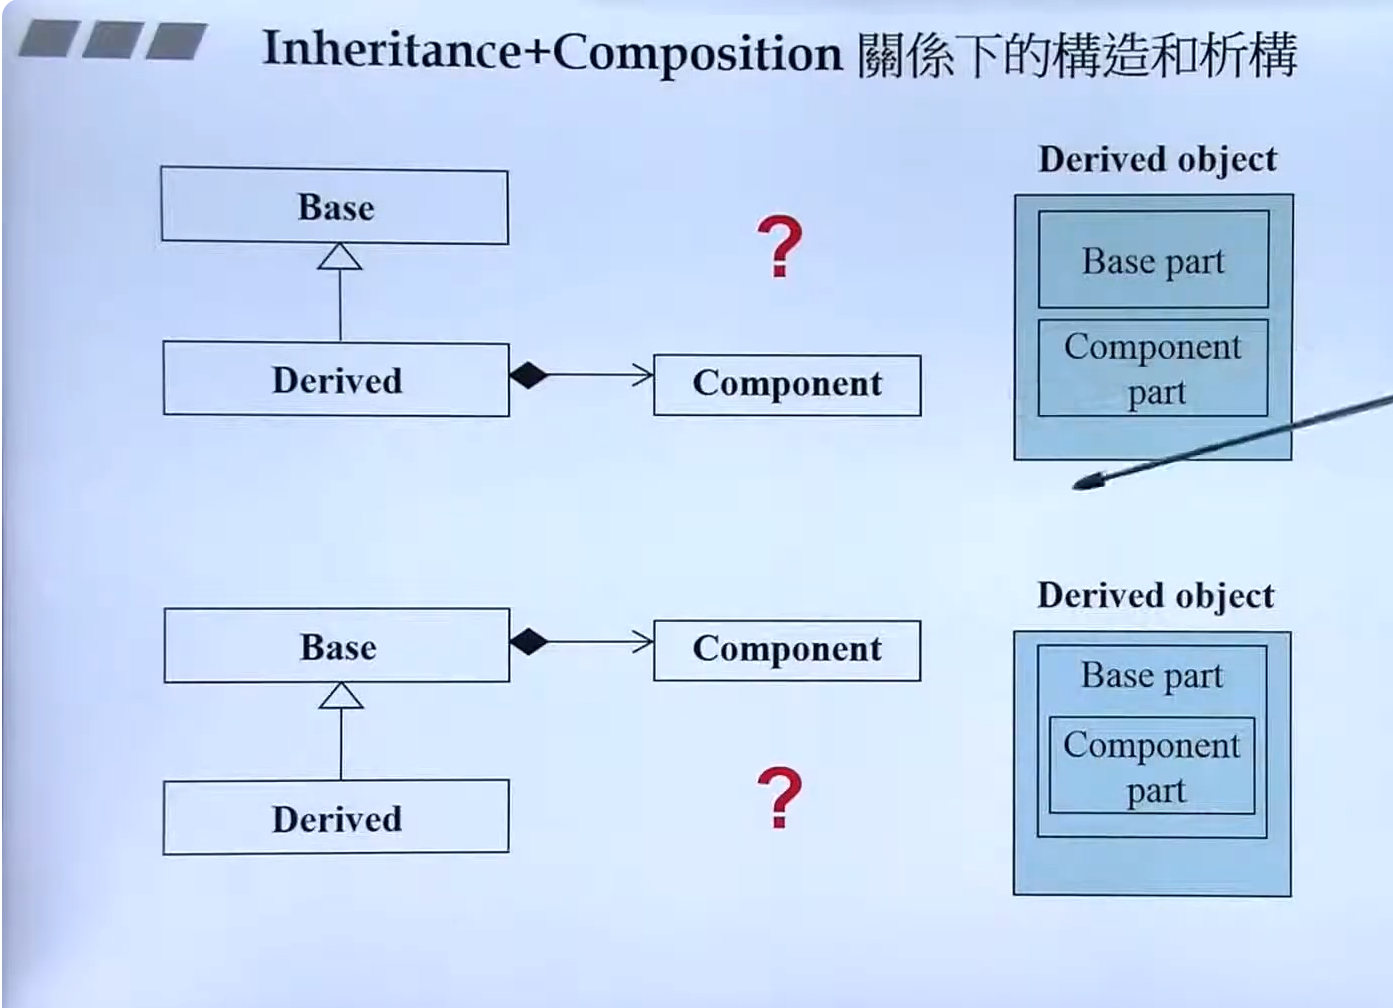 Inheritance+Composition 關係下的構造和析構
Derived object
Base
?
Base part
Component
part
Derived
Component
Derived object
Base
Component
Base part
Component
part
?
Derived